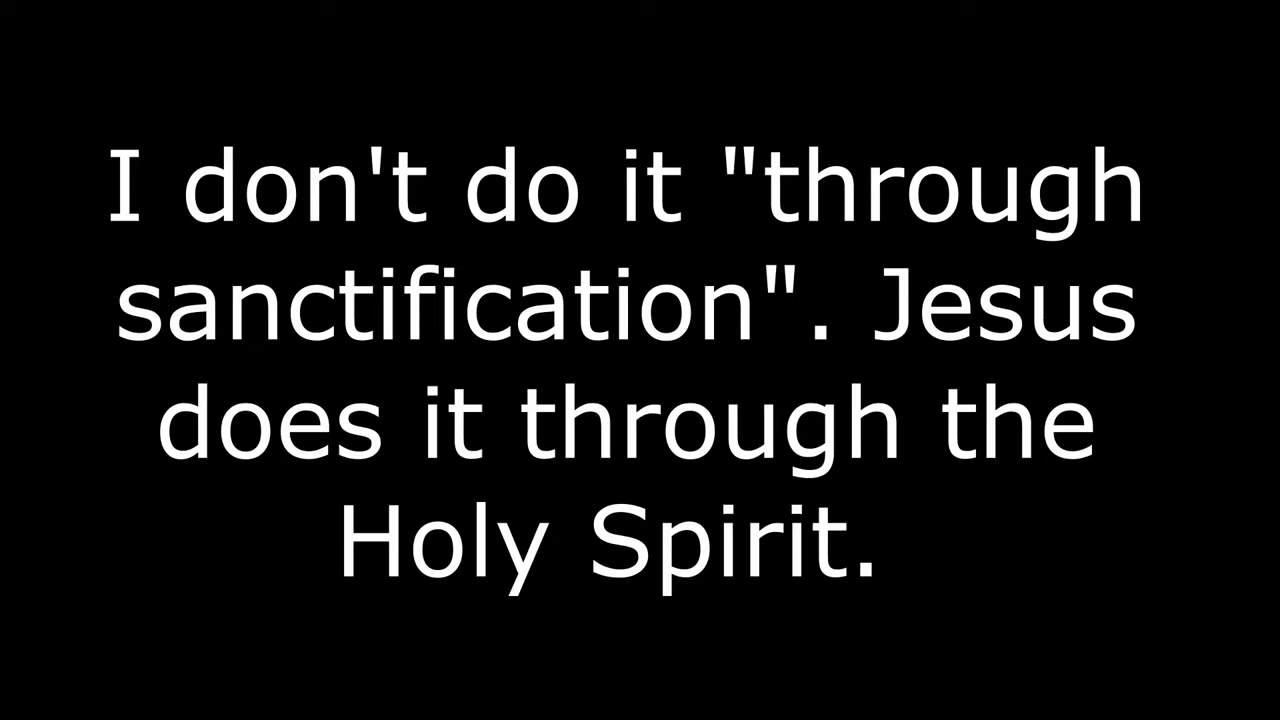 I don't do it "through
sanctification". Jesus
does it through the
Holy Spirit.